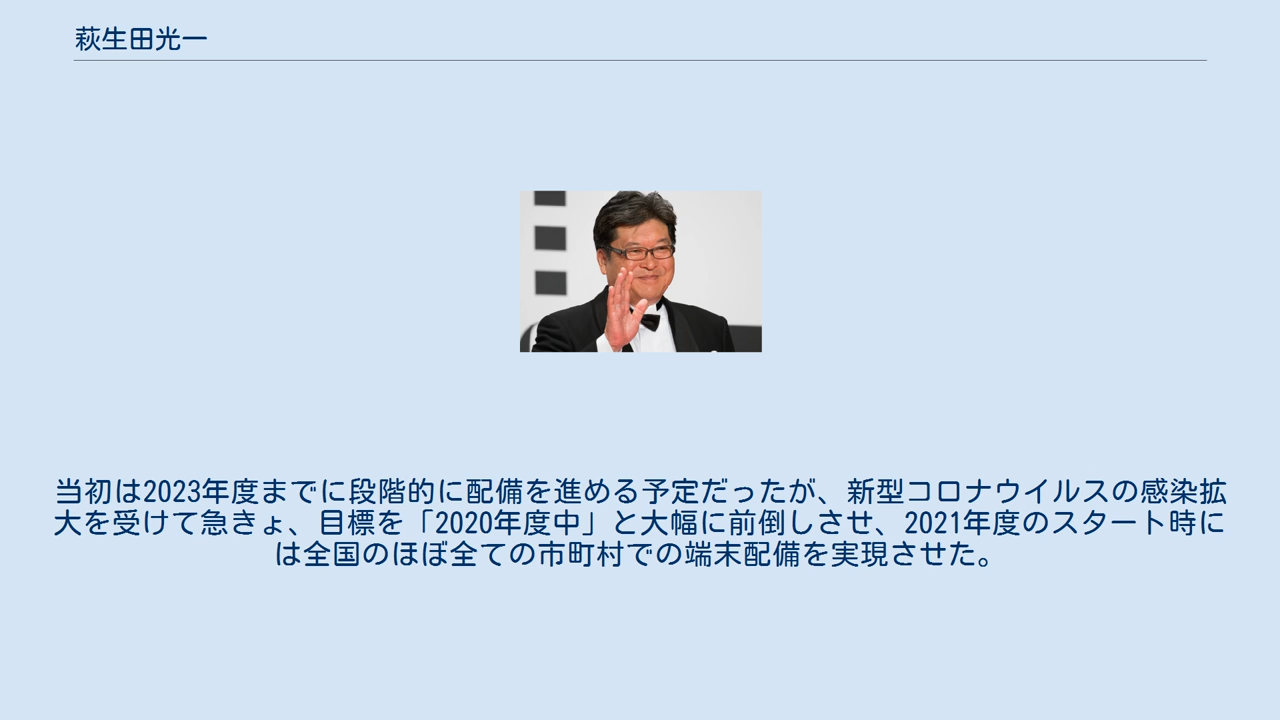 萩生田光一
当初は2023年度までに段階的に配備を進める予定だったが、新型コロナウイルスの感染拡
大を受けて急きょ、目標を「2020年度中」と大幅に前倒しさせ、2021年度のスタート時に
は全国のほぼ全ての市町村での端末配備を実現させた。